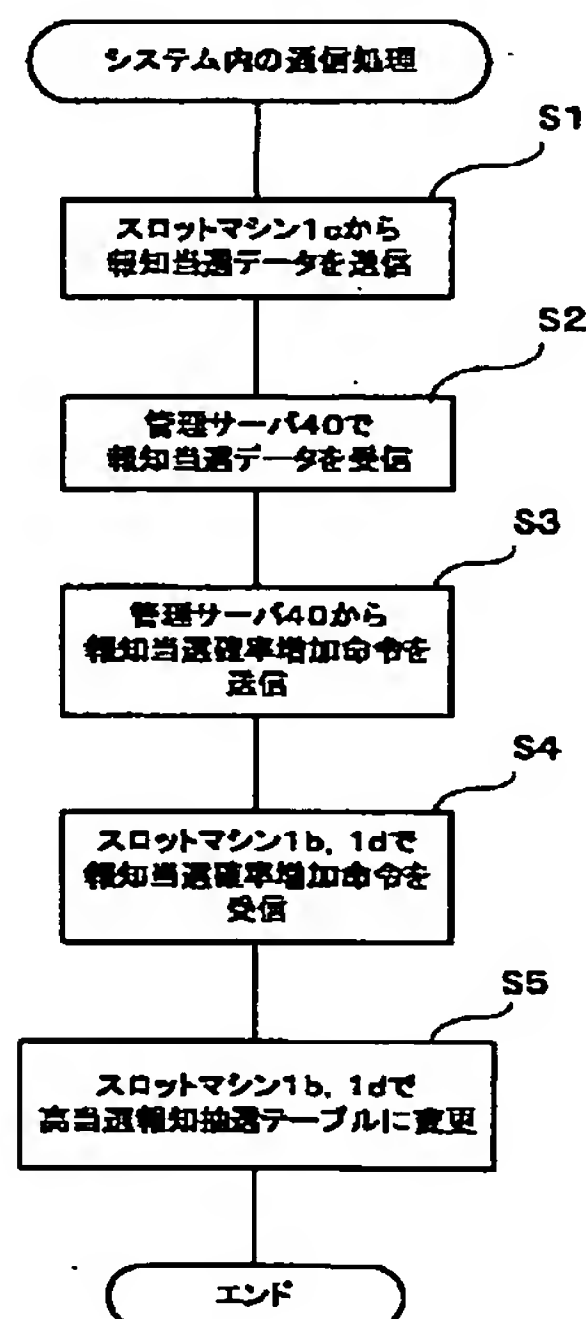 システム内の通信処理
S1
スロットマシン1cから
報知当選データを送信
S2
管理サーバ40で
報知当選データを受信
S3
管理サーバ40から
報知当選確率増加命令を
送信
S4
スロットマシン1b, 1dで
報知当選確率増加命令を
受信
S5
スロットマシン1b, 1dで
高当選報知抽選テーブルに変更
エンド